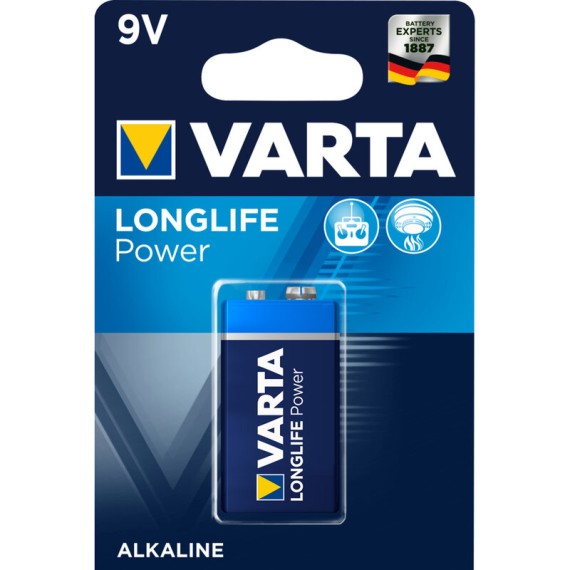 9V
BATTERY
EXPERTS
SINCE
1887
VARTA
LONGLIFE
Power
VARTA
LONGLIFE Power
ALKALINE